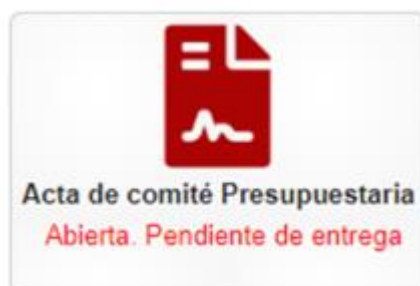 Acta de comité Presupuestaria
Abierta. Pendiente de entrega